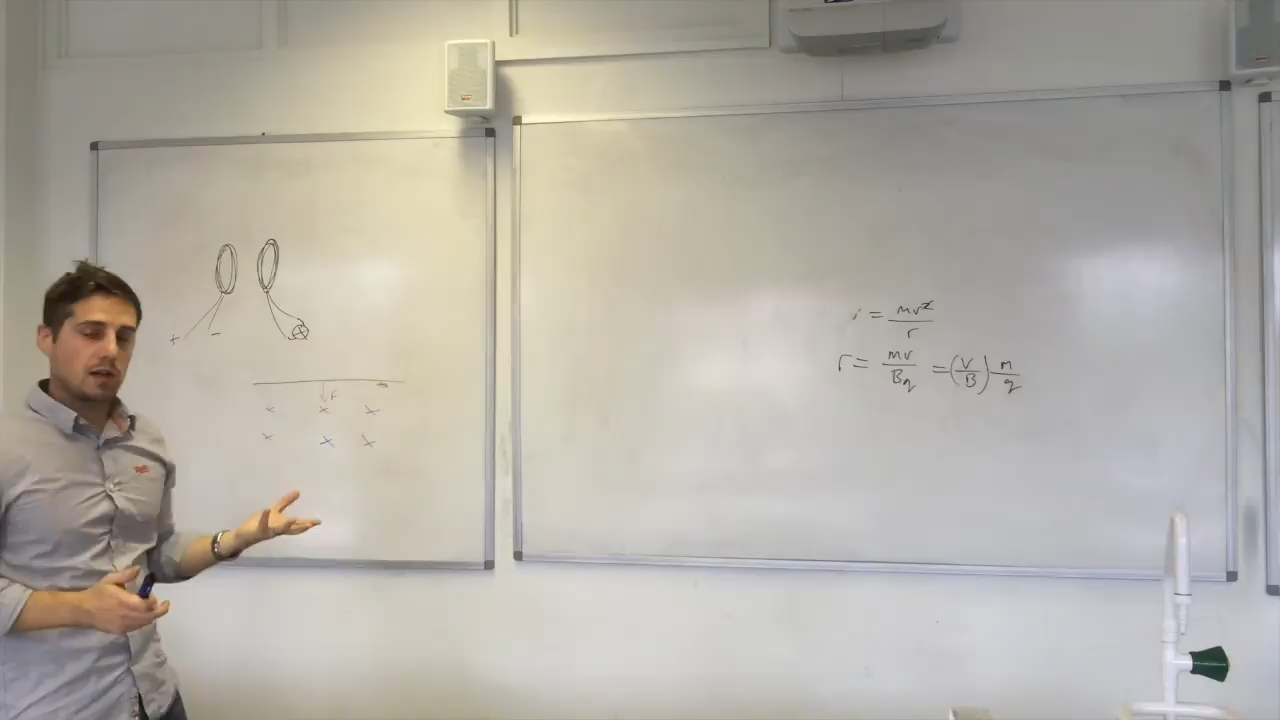 + -
F
x x x
x x x
= mv²/r
r = mv/Bq = (v/B) m/q